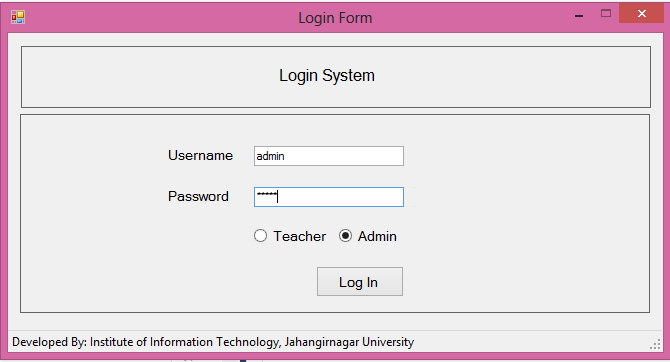 Login Form
Login System
Username admin
Password *****
Teacher Admin
Log In
Developed By: Institute of Information Technology, Jahangirnagar University